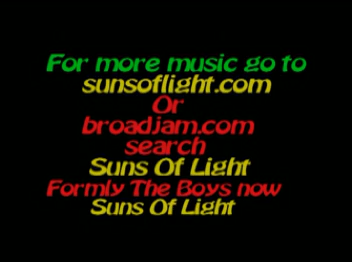 For more music go to
sunsoflight.com
Or
broadjam.com
search
Suns Of Light
Formly The Boys now
Suns Of Light